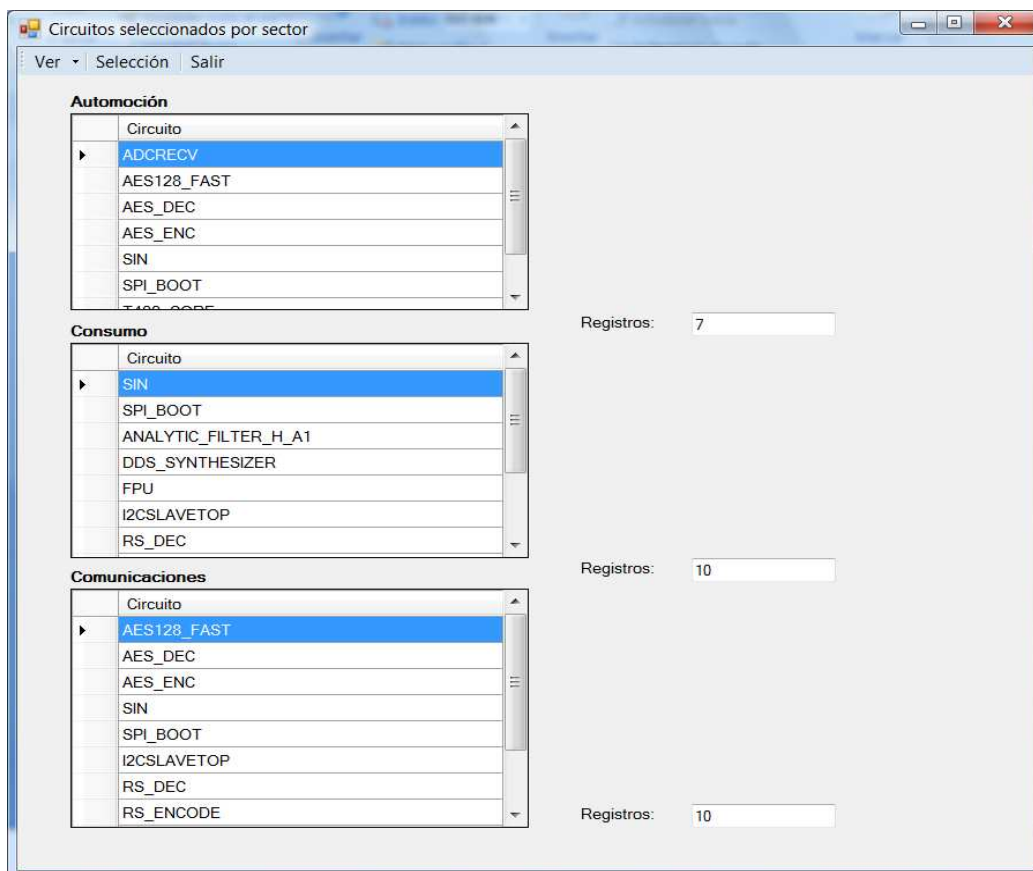 Circuitos seleccionados por sector
Ver Selección Salir
Automoción
Circuito
ADCRECV
AES128_FAST
AES_DEC
AES_ENC
SIN
SPI_BOOT
Registros: 7
Consumo
Circuito
SIN
SPI_BOOT
ANALYTIC_FILTER_H_A1
DDS_SYNTHESIZER
FPU
I2CSLAVETOP
RS_DEC
Registros: 10
Comunicaciones
Circuito
AES128_FAST
AES_DEC
AES_ENC
SIN
SPI_BOOT
I2CSLAVETOP
RS_DEC
RS_ENCODE
Registros: 10